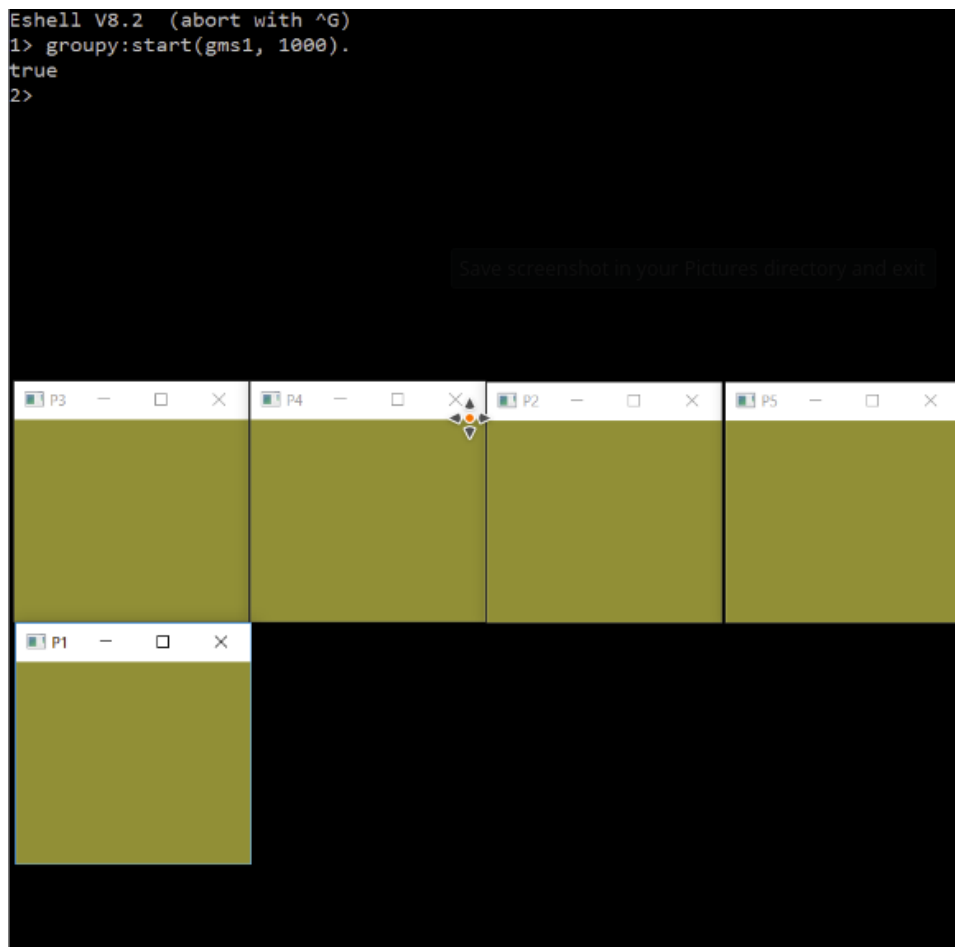 Eshell V8.2  (abort with ^G)
1> groupy:start(gms1, 1000).
true
2>
Save screenshot in your Pictures directory and exit
P3
P4
P2
P5
P1